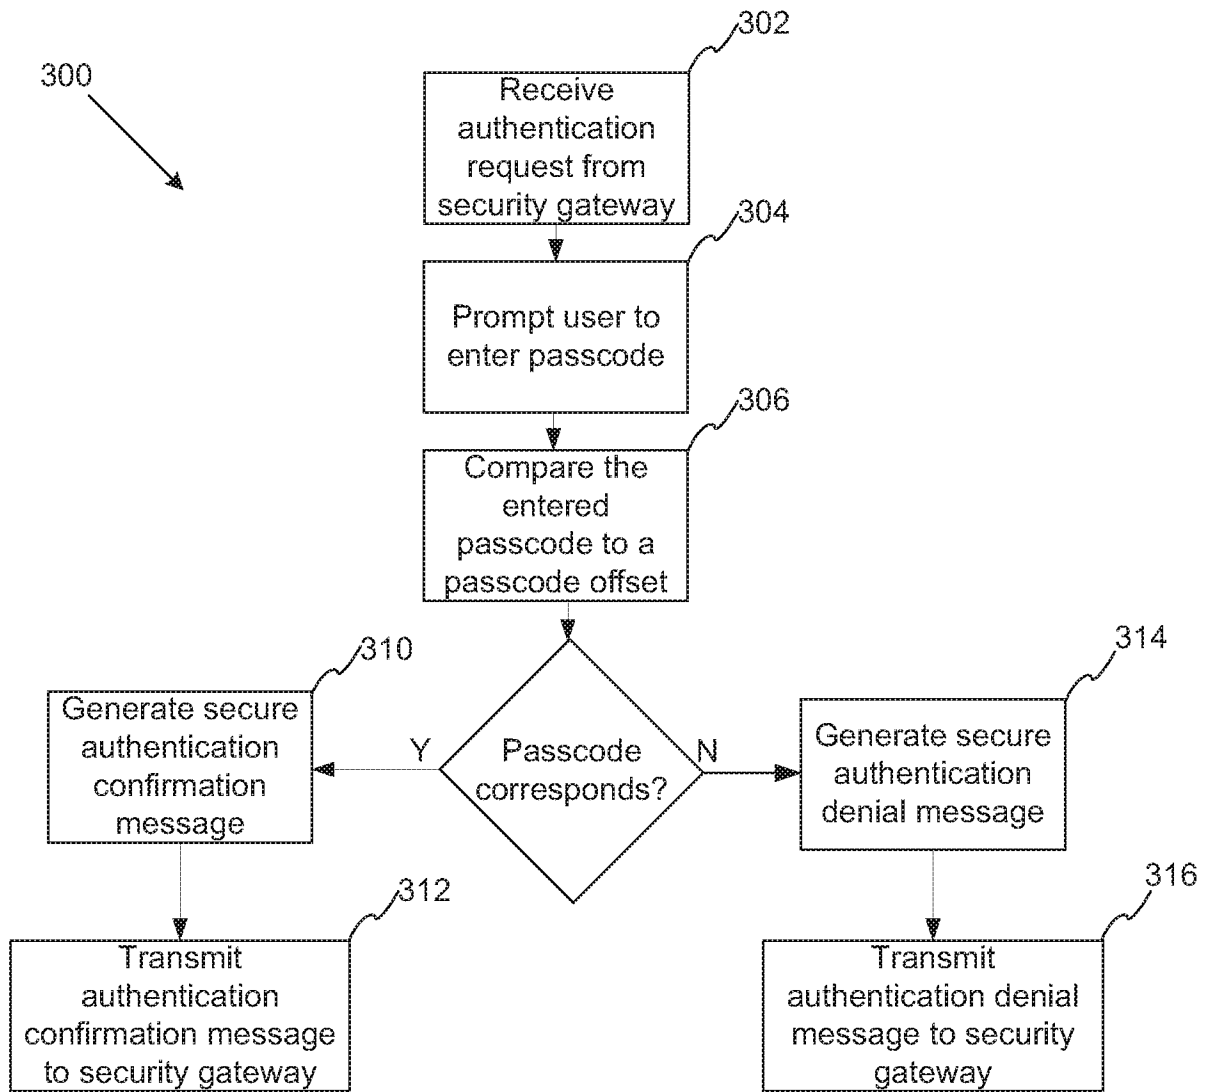 302
300
Receive
authentication
request from
security gateway
304
Prompt user to
enter passcode
306
Compare the
entered
passcode to a
passcode offset
310
314
Generate secure
authentication
confirmation
message
Y
Passcode
corresponds?
N
Generate secure
authentication
denial message
312
316
Transmit
authentication
confirmation message
to security gateway
Transmit
authentication denial
message to security
gateway